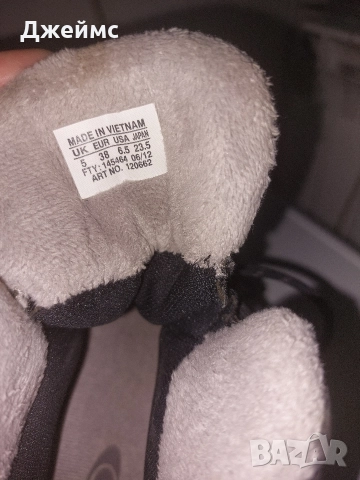 Джеймс
MADE IN VIETNAM
UK EUR USA JAPAN
5 38 6.5 23.5
FTY: 145464 06/12
ART NO. 120662
BAZAR